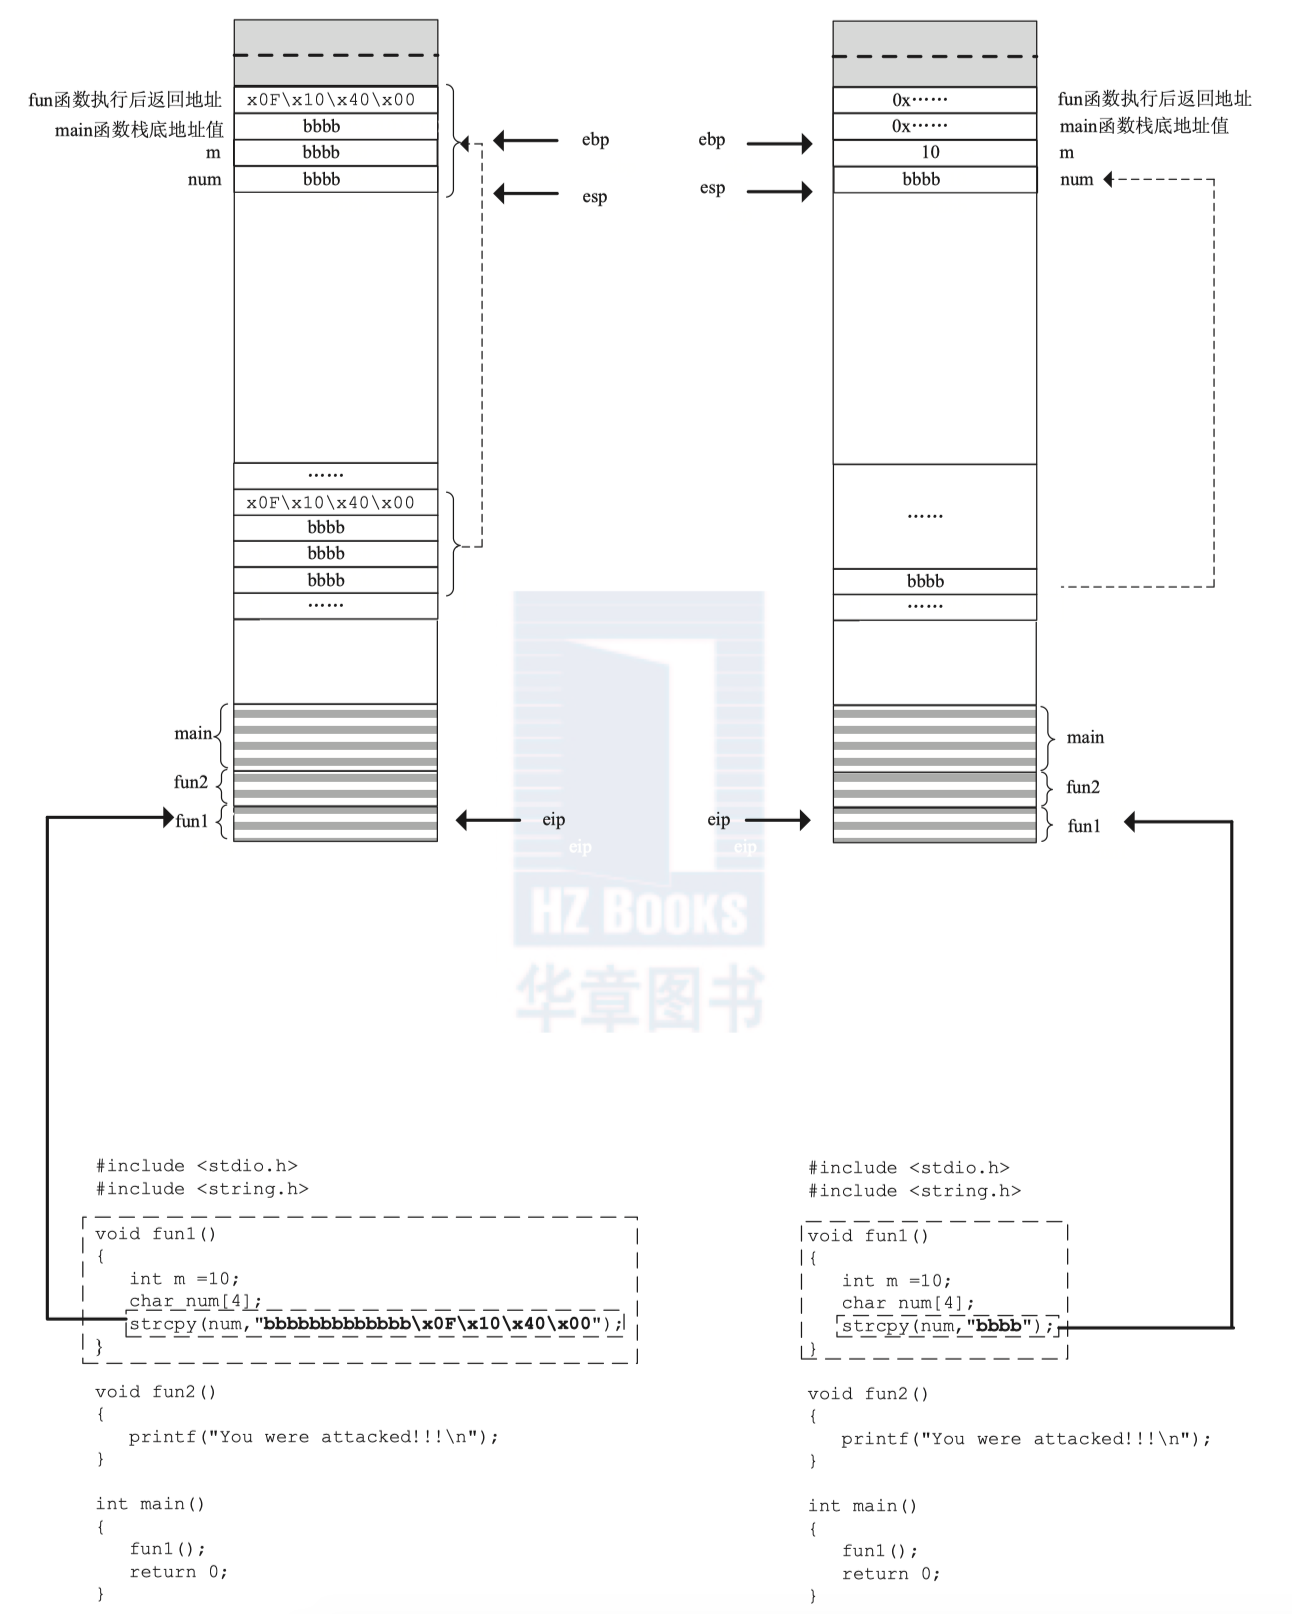 fun函数执行后返回地址
x0F\x10\x40\x00
main函数栈底地址值
bbbb
m
bbbb
num
bbbb
ebp
esp
……
x0F\x10\x40\x00
bbbb
bbbb
bbbb
……
main
fun2
fun1
eip
eip
ebp
esp
0x……
fun函数执行后返回地址
0x……
main函数栈底地址值
10
m
bbbb
num
……
bbbb
……
main
fun2
fun1
eip
eip
HZ BOOKS
华章图书
#include <stdio.h>
#include <string.h>
void fun1()
{
int m =10;
char num[4];
strcpy(num,"bbbbbbbbbbbbb\x0F\x10\x40\x00");
}
void fun2()
{
printf("You were attacked!!!\n");
}
int main()
{
fun1();
return 0;
}
#include <stdio.h>
#include <string.h>
void fun1()
{
int m =10;
char num[4];
strcpy(num,"bbbb");
}
void fun2()
{
printf("You were attacked!!!\n");
}
int main()
{
fun1();
return 0;
}